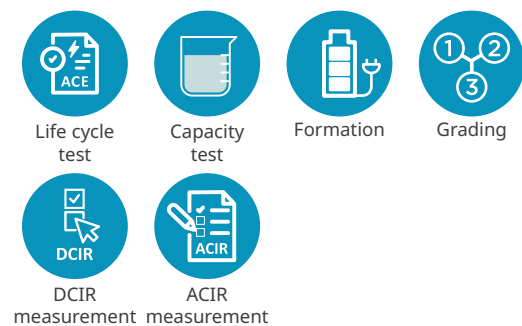 ACE
1 2
3
Life cycle
test
Capacity
test
Formation
Grading
DCIR
ACIR
DCIR
measurement
ACIR
measurement